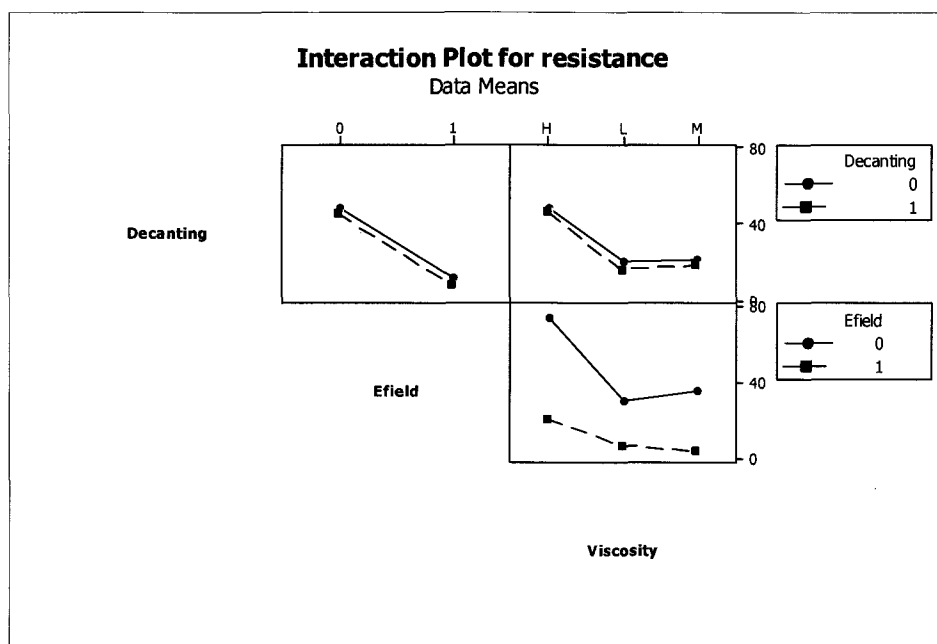 Interaction Plot for resistance
Data Means
0 1 H L M
80
40
0
Decanting
0
1
Decanting
80
40
0
Efield
0
1
Efield
Viscosity